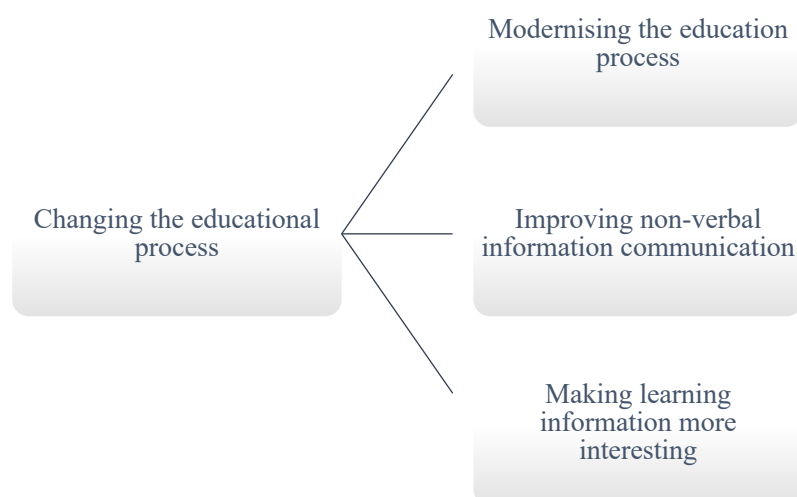 Modernising the education
process
Changing the educational
process
Improving non-verbal
information communication
Making learning
information more
interesting